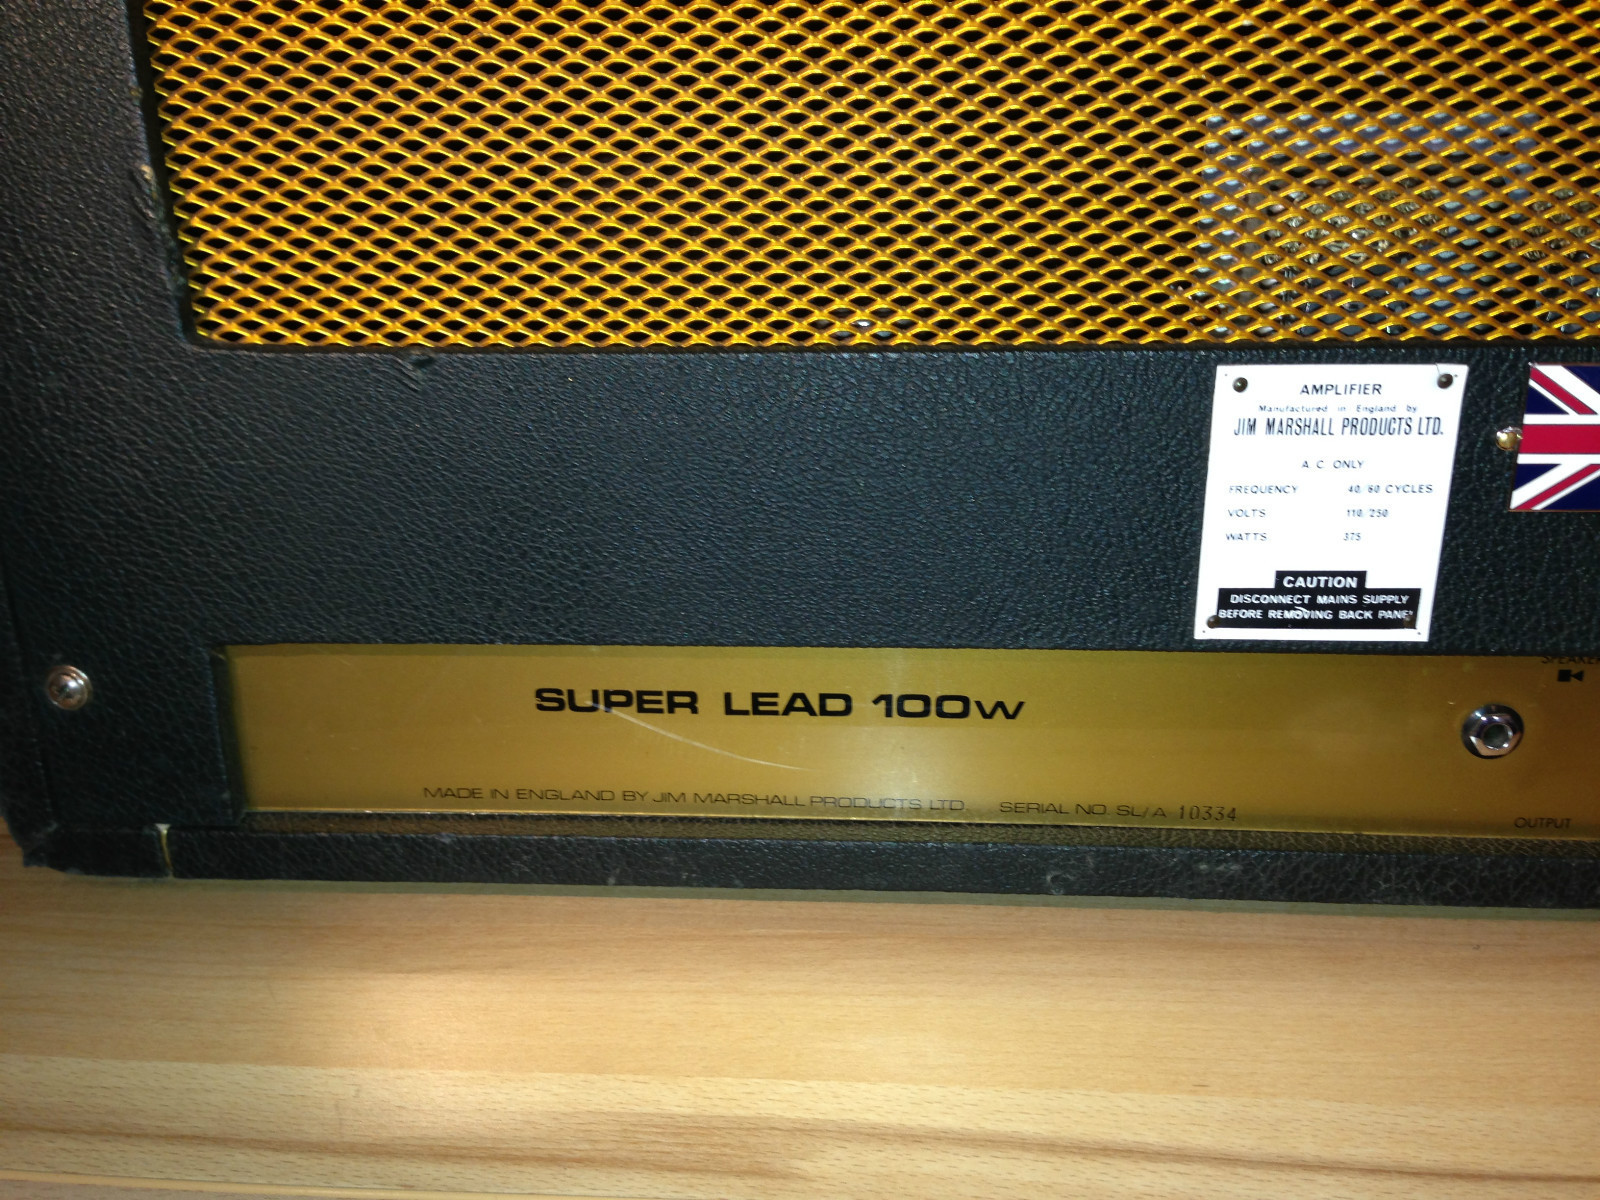 AMPLIFIER
Manufactured in England by
JIM MARSHALL PRODUCTS LTD.
A.C. ONLY
FREQUENCY 40/60 CYCLES
VOLTS 110/250
WATTS 375
CAUTION
DISCONNECT MAINS SUPPLY
BEFORE REMOVING BACK PANEL
SPEAKER
SUPER LEAD 100w
MADE IN ENGLAND BY JIM MARSHALL PRODUCTS LTD. SERIAL NO. SL/A 10334
OUTPUT